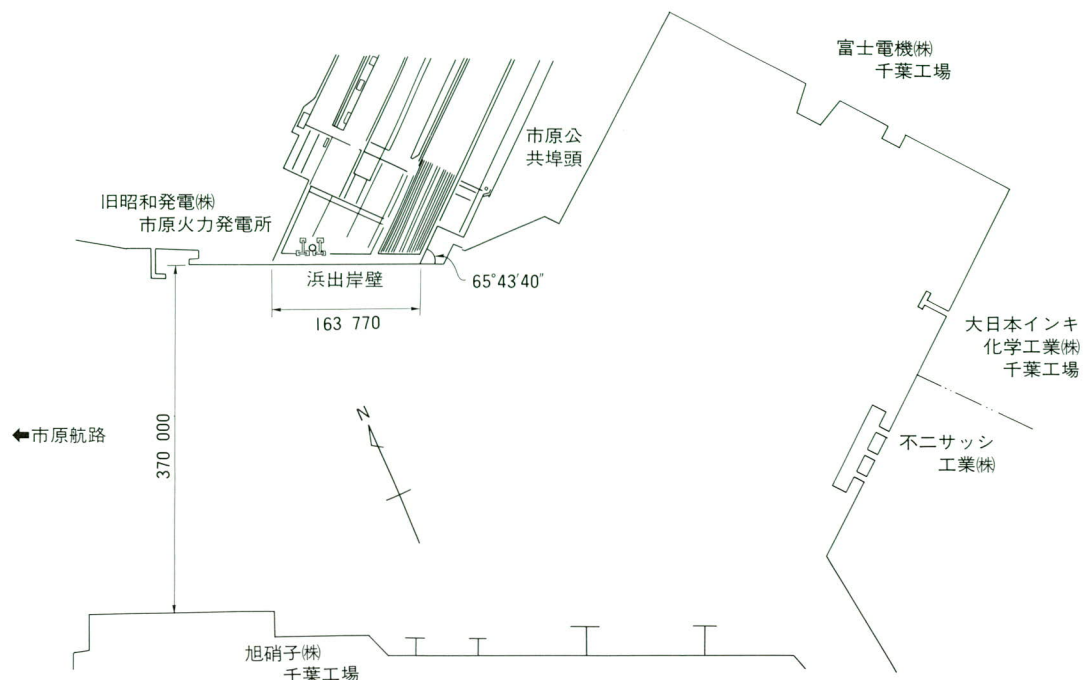 富士電機㈱
千葉工場
市原公
共埠頭
旧昭和発電㈱
市原火力発電所
浜出岸壁
65°43′40″
163 770
大日本インキ
化学工業㈱
千葉工場
370 000
N
←市原航路
不二サッシ
工業㈱
旭硝子㈱
千葉工場